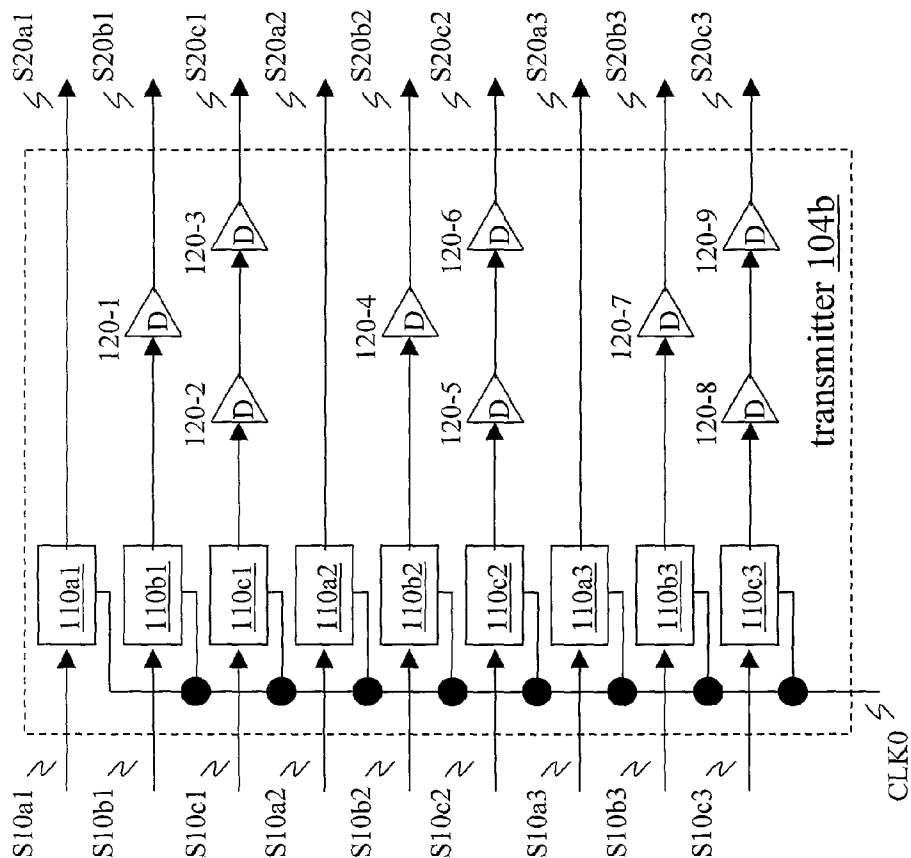 S10a1
S10b1
S10c1
S10a2
S10b2
S10c2
S10a3
S10b3
S10c3
CLK0
110a1
110b1
110c1
110a2
110b2
110c2
110a3
110b3
110c3
120-1
D
120-2
D
120-3
D
120-4
D
120-5
D
120-6
D
120-7
D
120-8
D
120-9
D
transmitter 104b
S20a1
S20b1
S20c1
S20a2
S20b2
S20c2
S20a3
S20b3
S20c3